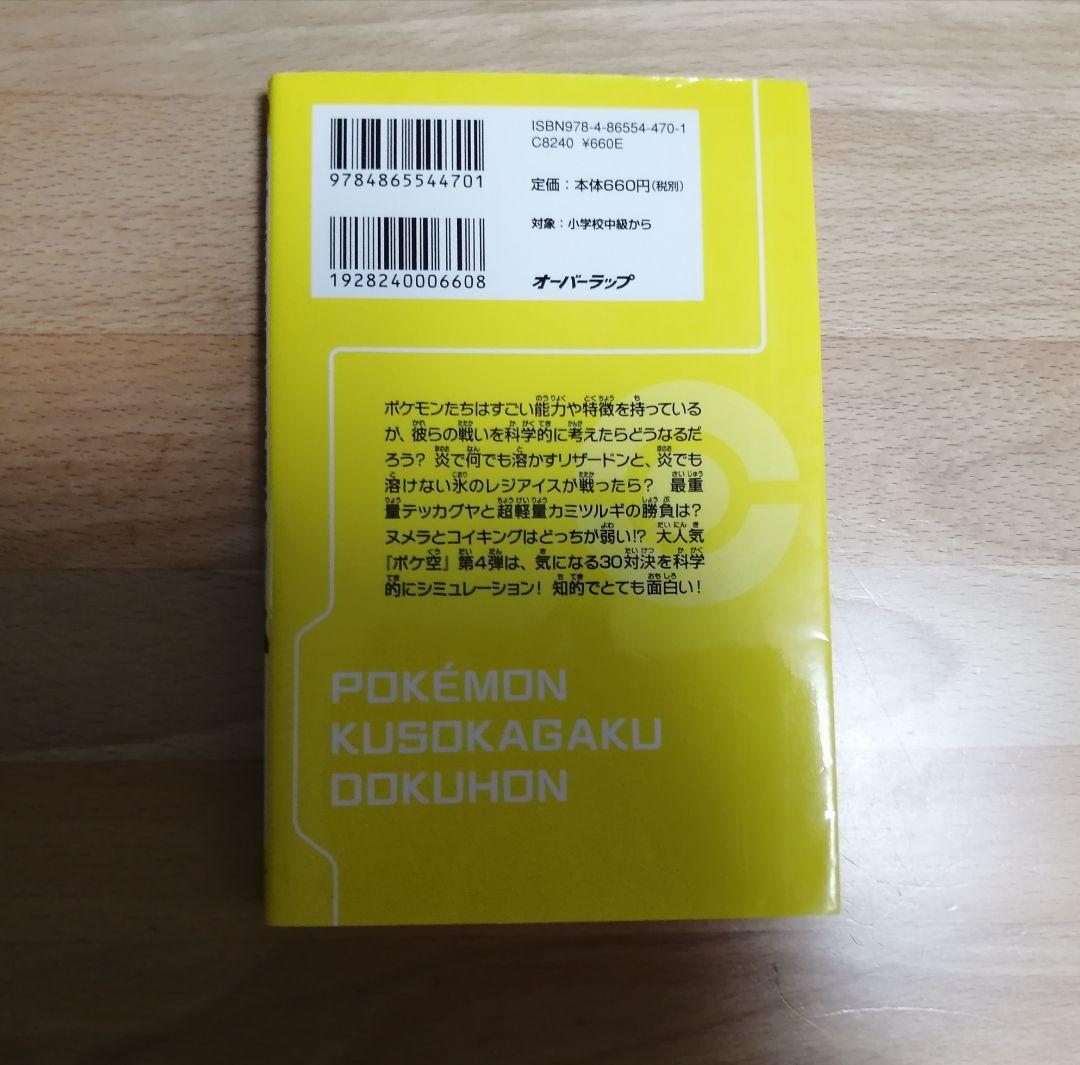 9784865544701
ISBN978-4-86554-470-1
C8240 ¥660E
定価：本体660円(税別)
対象：小学校中級から
1928240006608
オーバーラップ
ポケモンたちはすごい能力や特徴を持っている
が、彼らの戦いを科学的に考えたらどうなるだ
ろう？ 炎で何でも溶かすリザードンと、炎でも
溶けない氷のレジアイスが戦ったら？ 最重
量テッカグヤと超軽量カミツルギの勝負は？
ヌメラとコイキングはどっちが弱い!? 大人気
『ポケ空』第4弾は、気になる30対決を科学
的にシミュレーション！ 知的でとても面白い！
POKÉMON
KUSOKAGAKU
DOKUHON